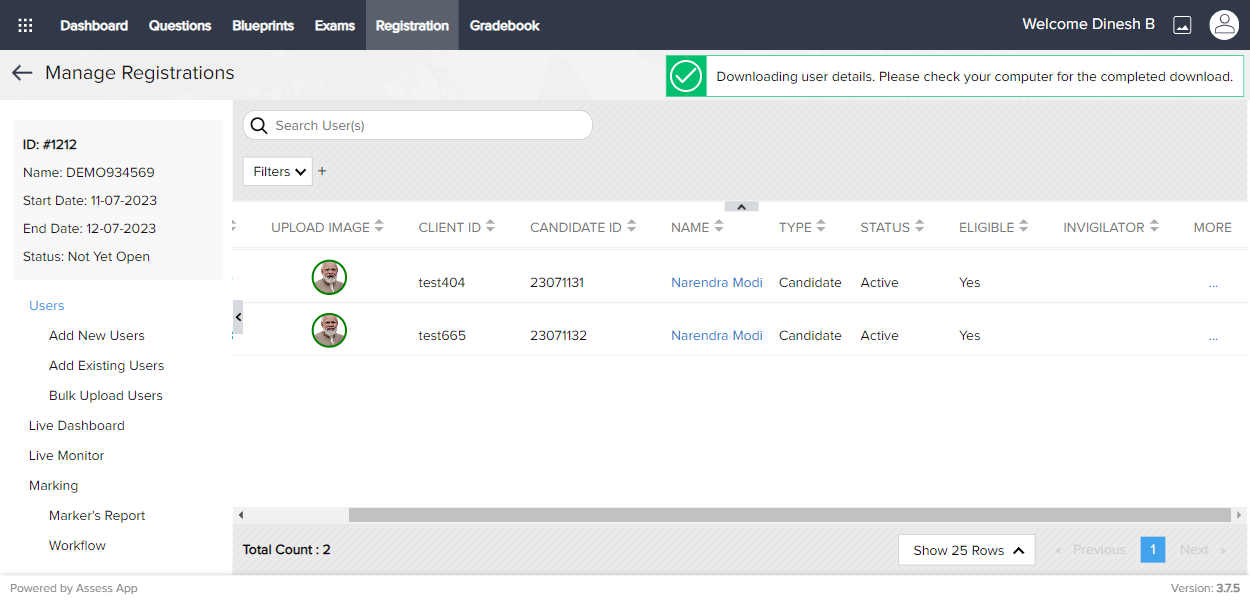 Dashboard Questions Blueprints Exams Registration Gradebook Welcome Dinesh B
Manage Registrations
Downloading user details. Please check your computer for the completed download.
ID: #1212
Name: DEMO934569
Start Date: 11-07-2023
End Date: 12-07-2023
Status: Not Yet Open
Users
Add New Users
Add Existing Users
Bulk Upload Users
Live Dashboard
Live Monitor
Marking
Marker's Report
Workflow
Search User(s)
Filters +
UPLOAD IMAGE CLIENT ID CANDIDATE ID NAME TYPE STATUS ELIGIBLE INVIGILATOR MORE
test404 23071131 Narendra Modi Candidate Active Yes ...
test665 23071132 Narendra Modi Candidate Active Yes ...
Total Count : 2 Show 25 Rows « Previous 1 Next »
Powered by Assess App Version: 3.7.5